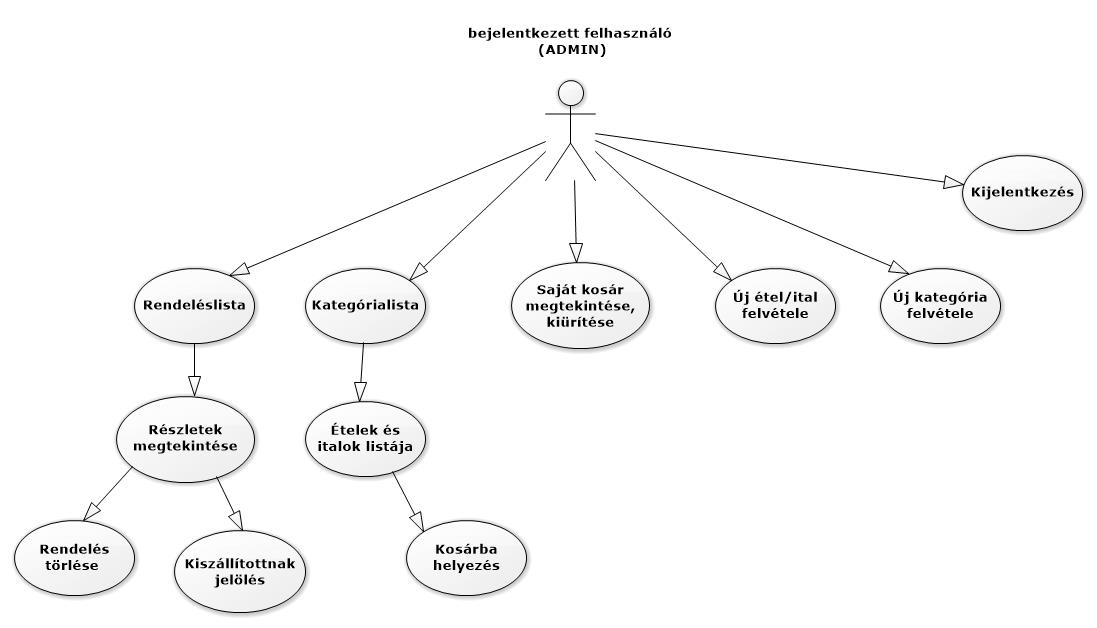 bejelentkezett felhasználó
(ADMIN)
Kijelentkezés
Rendeléslista
Kategórialista
Saját kosár
megtekintése,
kiürítése
Új étel/ital
felvétele
Új kategória
felvétele
Részletek
megtekintése
Ételek és
italok listája
Rendelés
törlése
Kiszállítottnak
jelölés
Kosárba
helyezés